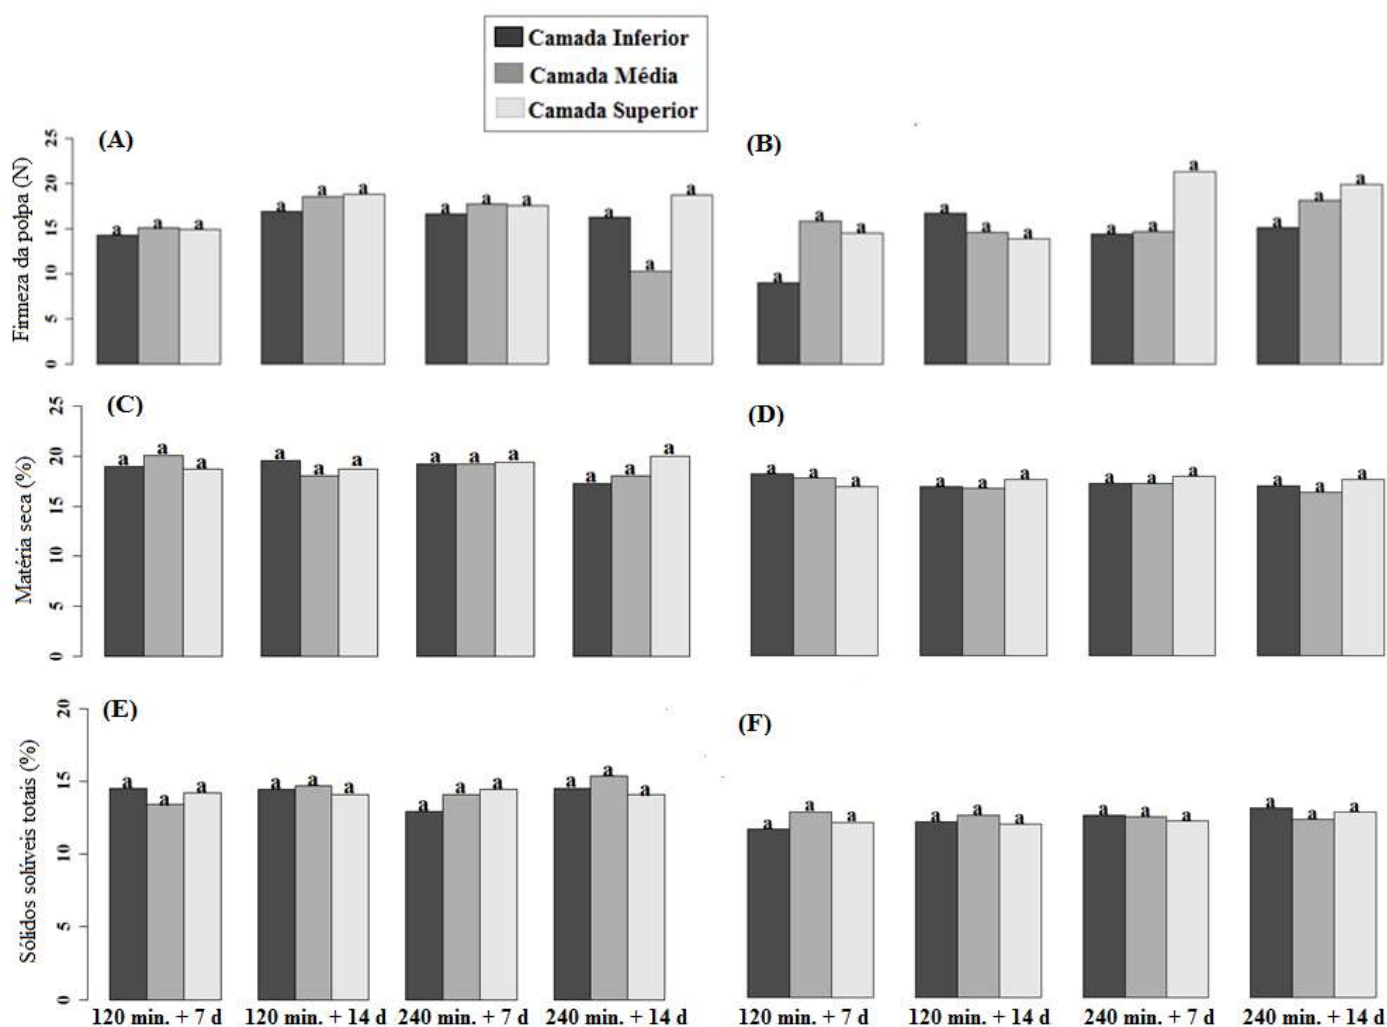 Camada Inferior
Camada Média
Camada Superior
(A)
(B)
Firmeza da polpa (N)
25
20
15
10
5
0
a a a a a a a a a a a a
a a a a a a a a a a a a
(C)
(D)
Matéria seca (%)
25
20
15
10
5
0
a a a a a a a a a a a a
a a a a a a a a a a a a
(E)
(F)
Sólidos solúveis totais (%)
20
15
10
5
0
a a a a a a a a a a a a
a a a a a a a a a a a a
120 min. + 7 d 120 min. + 14 d 240 min. + 7 d 240 min. + 14 d
120 min. + 7 d 120 min. + 14 d 240 min. + 7 d 240 min. + 14 d